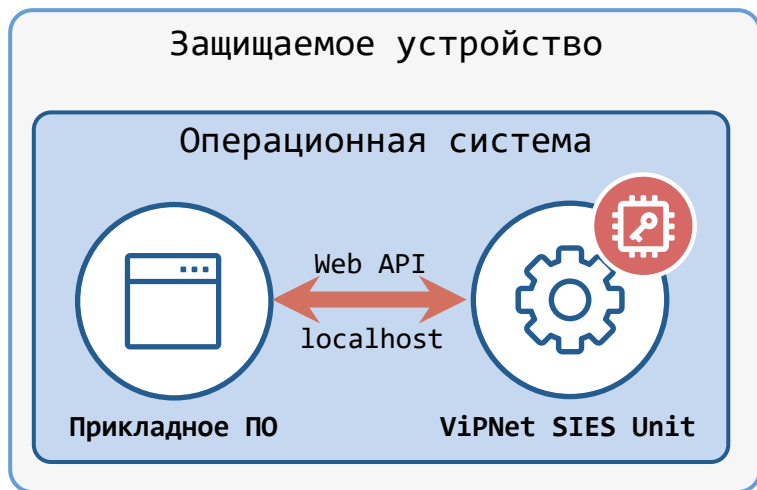 Защищаемое устройство
Операционная система
Web API
localhost
Прикладное ПО
ViPNet SIES Unit